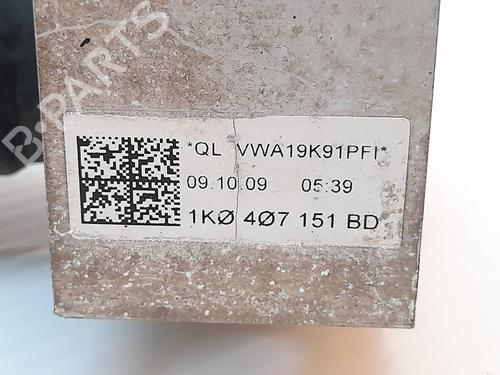 B-PARTS
*QL VWA19K91PFI*
09.10.09 05:39
1KØ 4Ø7 151 BD